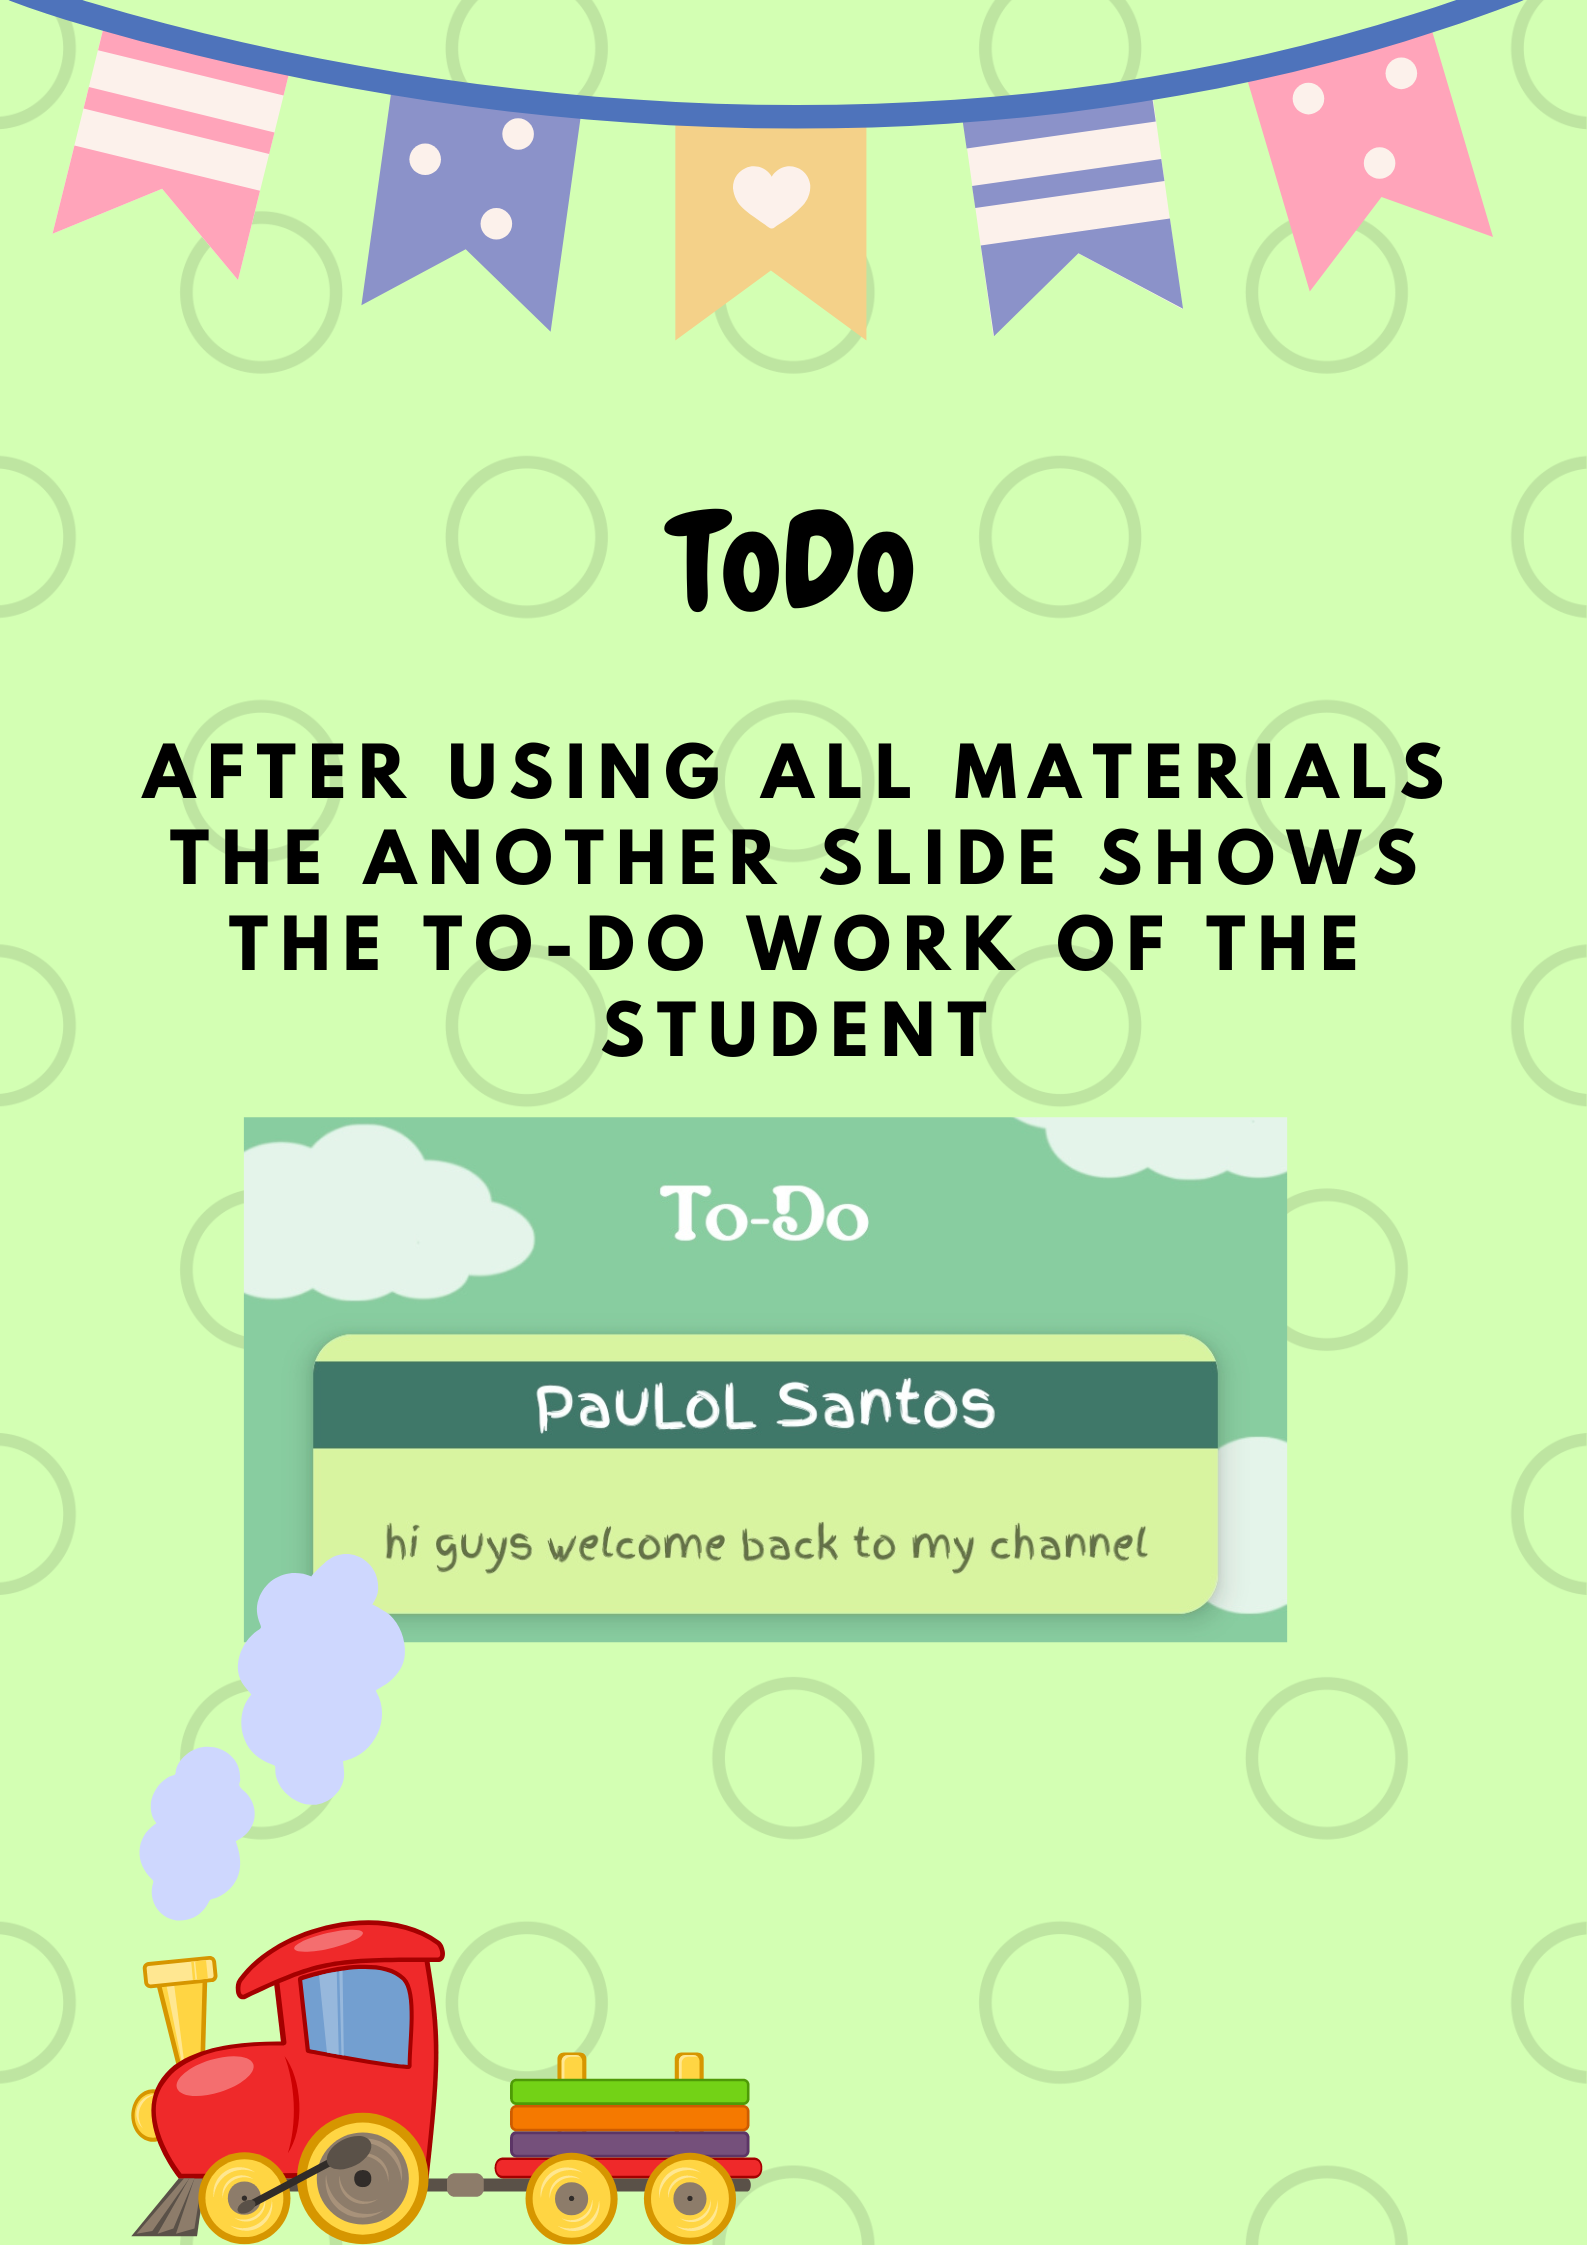 ToDo
AFTER USING ALL MATERIALS
THE ANOTHER SLIDE SHOWS
THE TO-DO WORK OF THE
STUDENT
To-Do
PauLoL Santos
hi guys welcome back to my channel